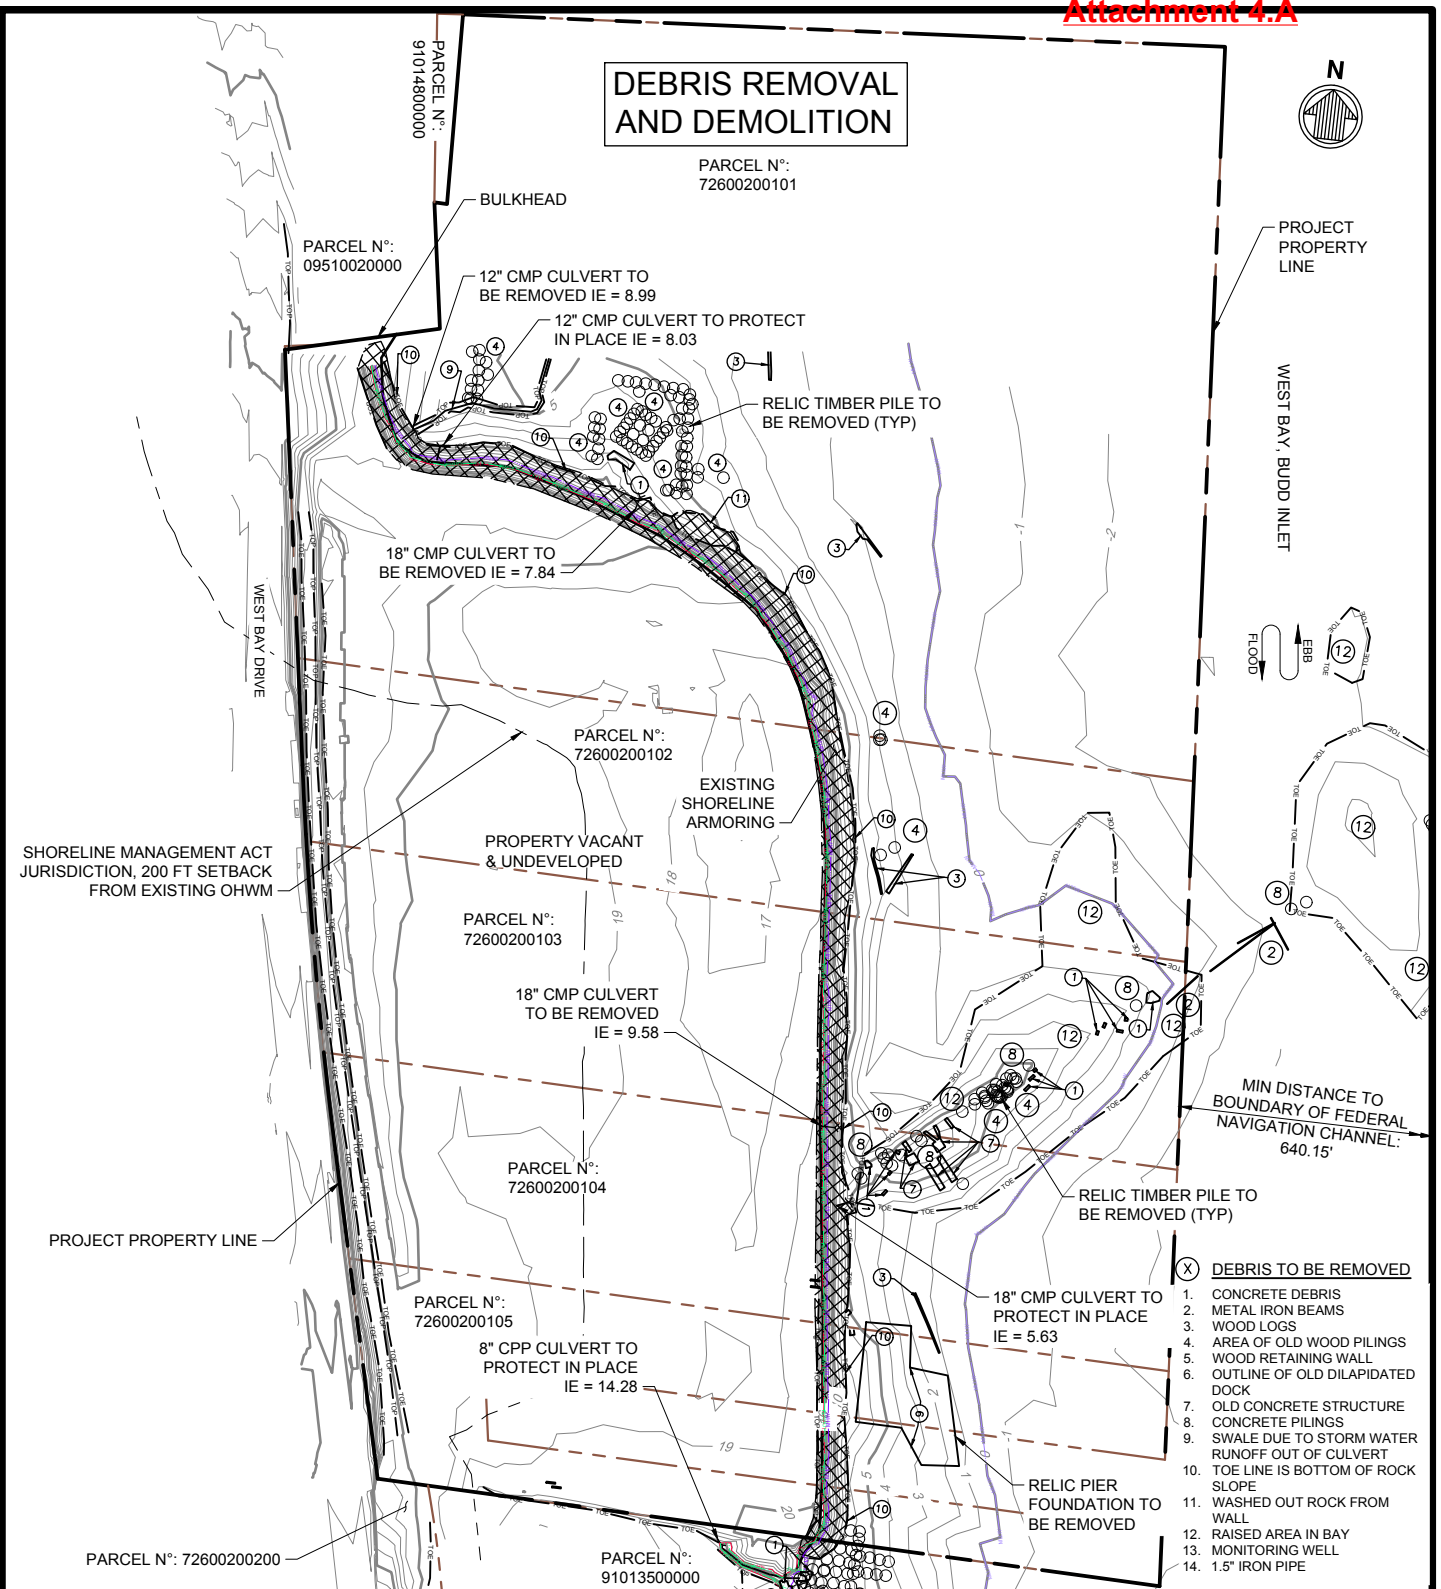 Attachment 4.A
DEBRIS REMOVAL
AND DEMOLITION
N
PARCEL N°:
91014800000
PARCEL N°:
72600200101
BULKHEAD
PARCEL N°:
09510020000
PROJECT
PROPERTY
LINE
12" CMP CULVERT TO
BE REMOVED IE = 8.99
12" CMP CULVERT TO PROTECT
IN PLACE IE = 8.03
RELIC TIMBER PILE TO
BE REMOVED (TYP)
WEST BAY, BUDD INLET
18" CMP CULVERT TO
BE REMOVED IE = 7.84
WEST BAY DRIVE
EBB
FLOOD
PARCEL N°:
72600200102
EXISTING
SHORELINE
ARMORING
PROPERTY VACANT
& UNDEVELOPED
SHORELINE MANAGEMENT ACT
JURISDICTION, 200 FT SETBACK
FROM EXISTING OHWM
PARCEL N°:
72600200103
18" CMP CULVERT
TO BE REMOVED
IE = 9.58
MIN DISTANCE TO
BOUNDARY OF FEDERAL
NAVIGATION CHANNEL:
640.15'
PARCEL N°:
72600200104
RELIC TIMBER PILE TO
BE REMOVED (TYP)
PROJECT PROPERTY LINE
18" CMP CULVERT TO
PROTECT IN PLACE
IE = 5.63
PARCEL N°:
72600200105
8" CPP CULVERT TO
PROTECT IN PLACE
IE = 14.28
RELIC PIER
FOUNDATION TO
BE REMOVED
PARCEL N°: 72600200200
PARCEL N°:
91013500000
X DEBRIS TO BE REMOVED
1. CONCRETE DEBRIS
2. METAL IRON BEAMS
3. WOOD LOGS
4. AREA OF OLD WOOD PILINGS
5. WOOD RETAINING WALL
6. OUTLINE OF OLD DILAPIDATED
DOCK
7. OLD CONCRETE STRUCTURE
8. CONCRETE PILINGS
9. SWALE DUE TO STORM WATER
RUNOFF OUT OF CULVERT
10. TOE LINE IS BOTTOM OF ROCK
SLOPE
11. WASHED OUT ROCK FROM
WALL
12. RAISED AREA IN BAY
13. MONITORING WELL
14. 1.5" IRON PIPE